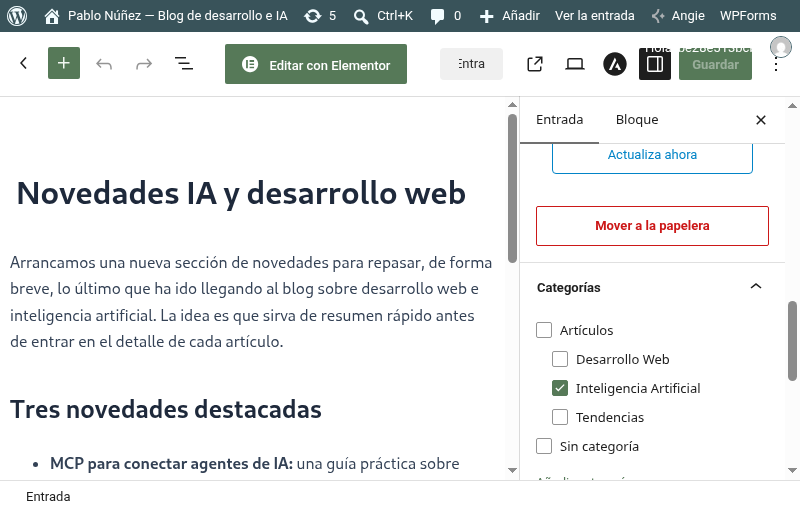 Pablo Núñez — Blog de desarrollo e IA 5 Ctrl+K 0 Añadir Ver la entrada Angie WPForms
Editar con Elementor Entra Guardar
Entrada Bloque
Actualiza ahora
Mover a la papelera
Categorías
Artículos
Desarrollo Web
Inteligencia Artificial
Tendencias
Sin categoría
Novedades IA y desarrollo web
Arrancamos una nueva sección de novedades para repasar, de forma
breve, lo último que ha ido llegando al blog sobre desarrollo web e
inteligencia artificial. La idea es que sirva de resumen rápido antes
de entrar en el detalle de cada artículo.
Tres novedades destacadas
• MCP para conectar agentes de IA: una guía práctica sobre
Entrada